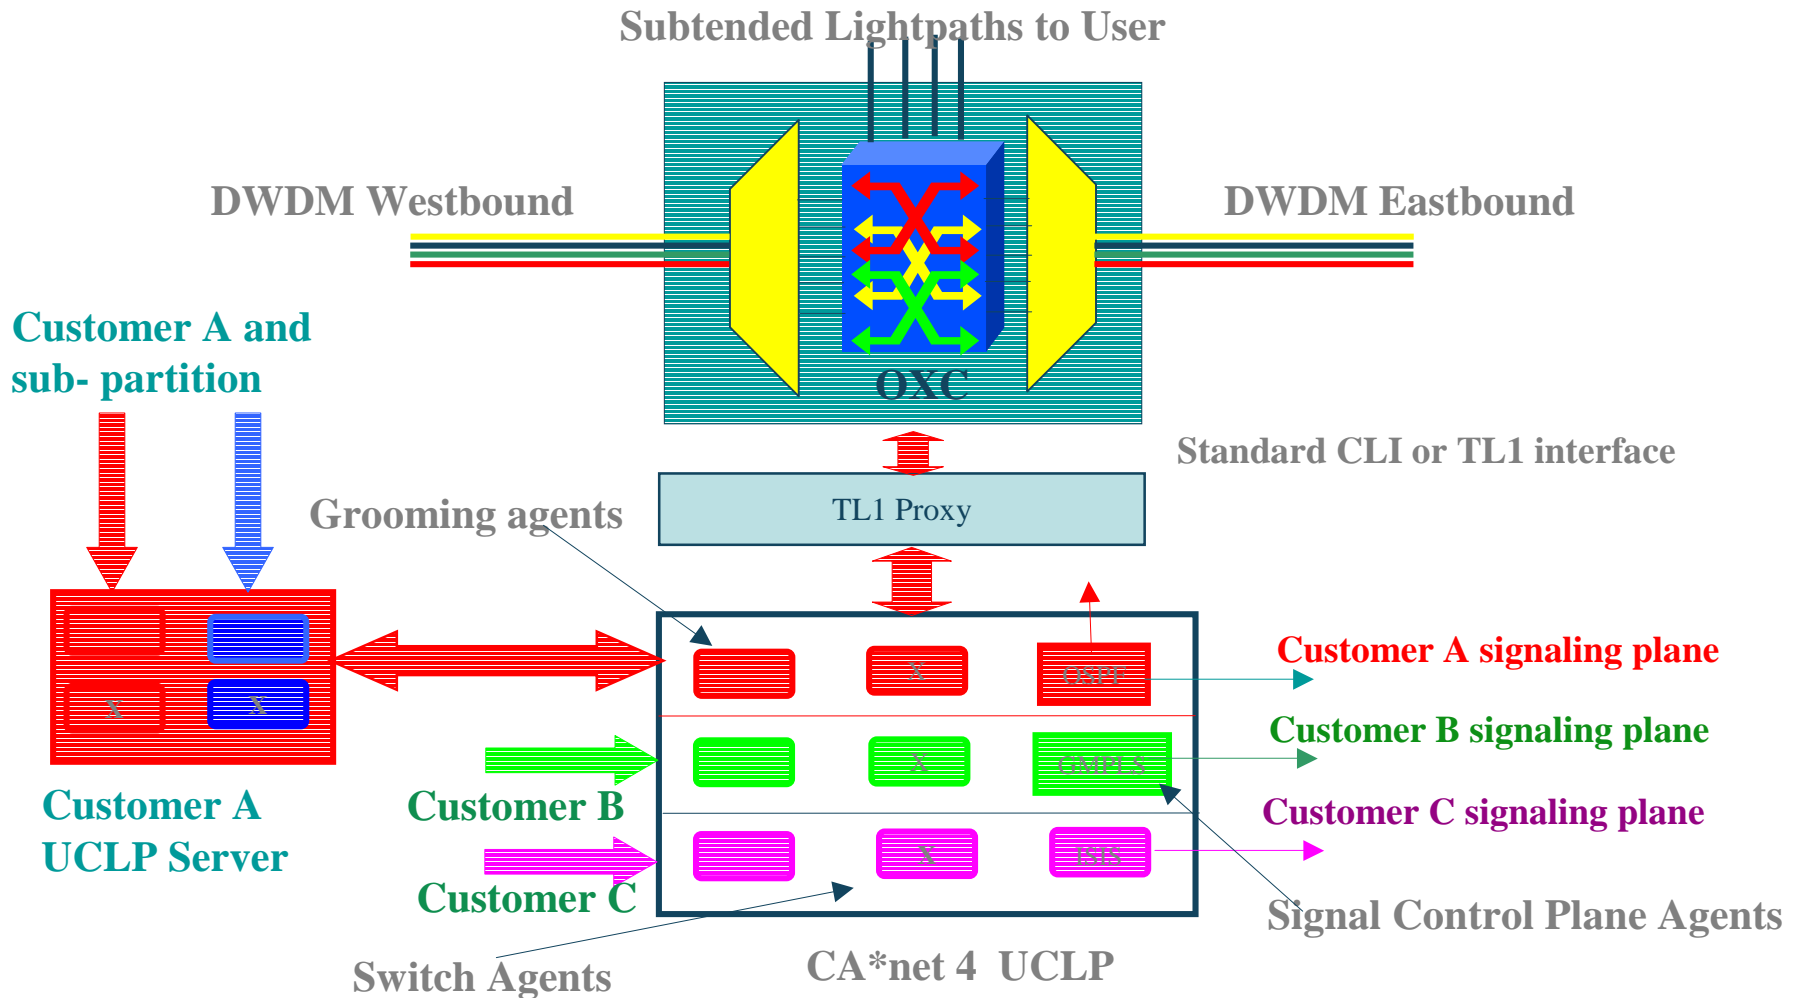 Subtended Lightpaths to User
DWDM Westbound
DWDM Eastbound
OXC
Customer A and
sub- partition
Standard CLI or TL1 interface
TL1 Proxy
Grooming agents
X
X
X
OSPF
Customer A signaling plane
X
GMPLS
Customer B signaling plane
Customer A
UCLP Server
Customer B
Customer C signaling plane
X
ISIS
Customer C
Signal Control Plane Agents
Switch Agents
CA*net 4 UCLP